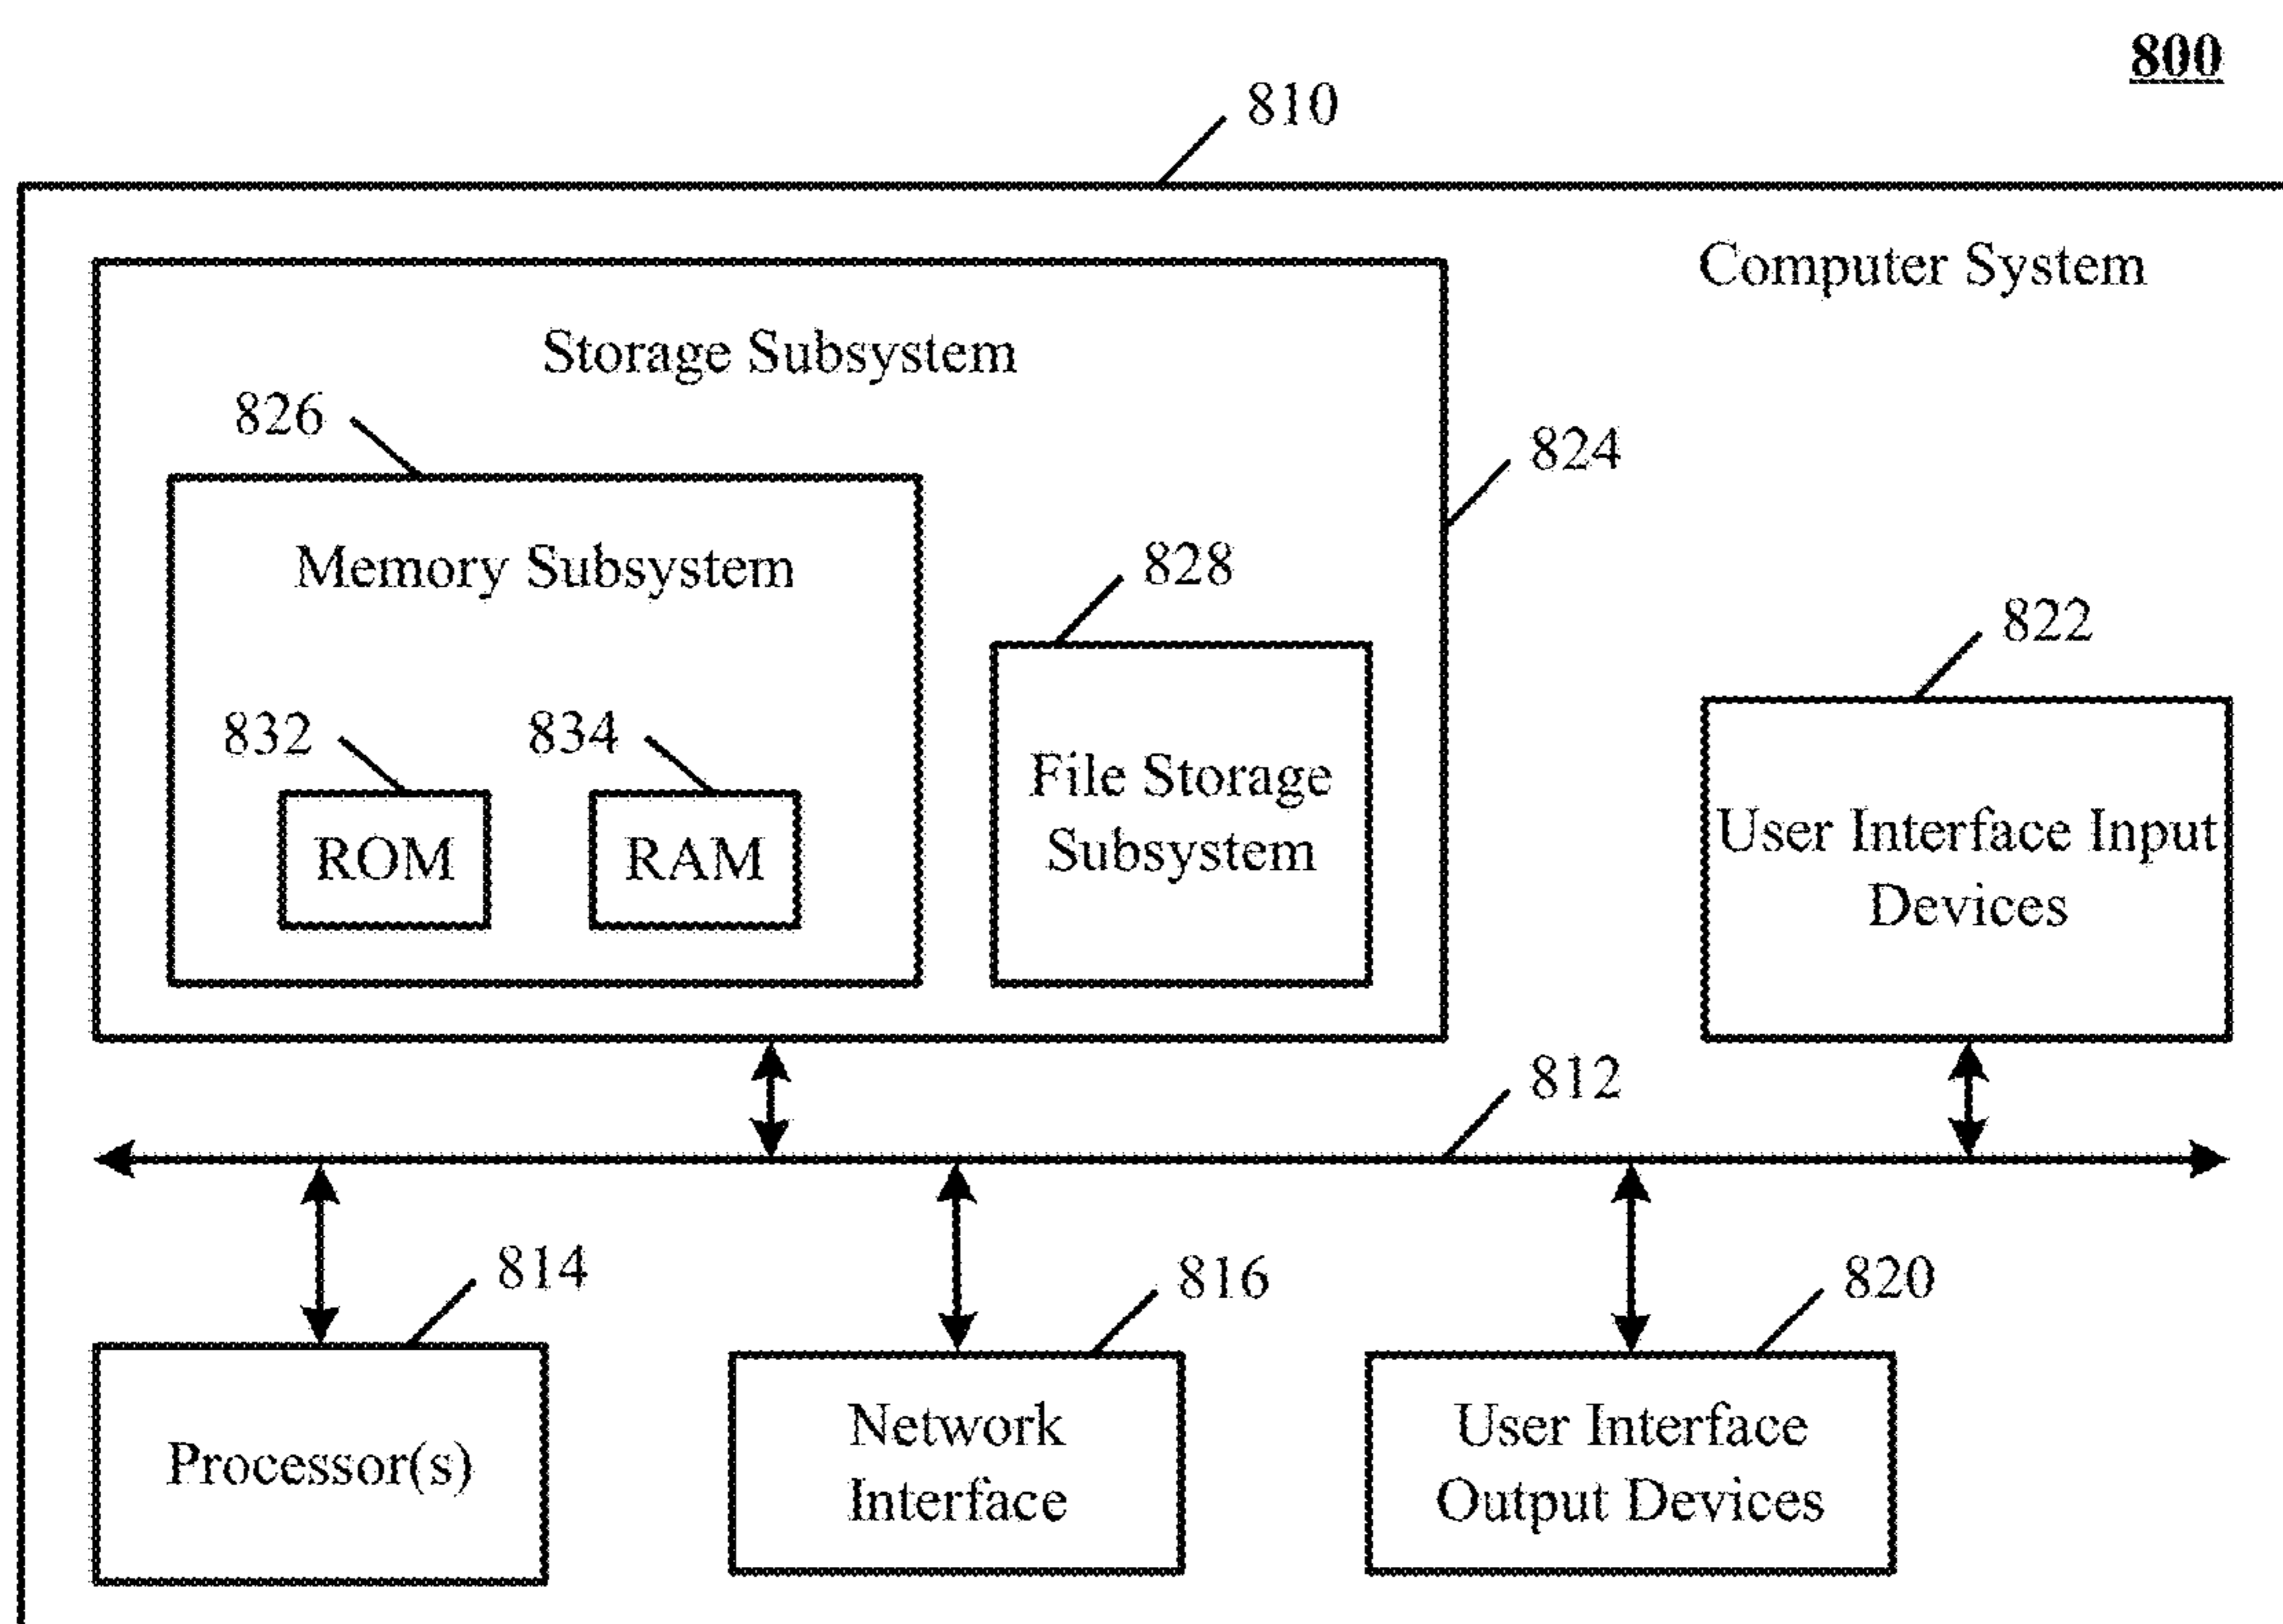 800
810
Computer System
Storage Subsystem
826
824
Memory Subsystem
828
822
832
834
File Storage
Subsystem
ROM
RAM
User Interface Input
Devices
812
814
816
820
Processor(s)
Network
Interface
User Interface
Output Devices